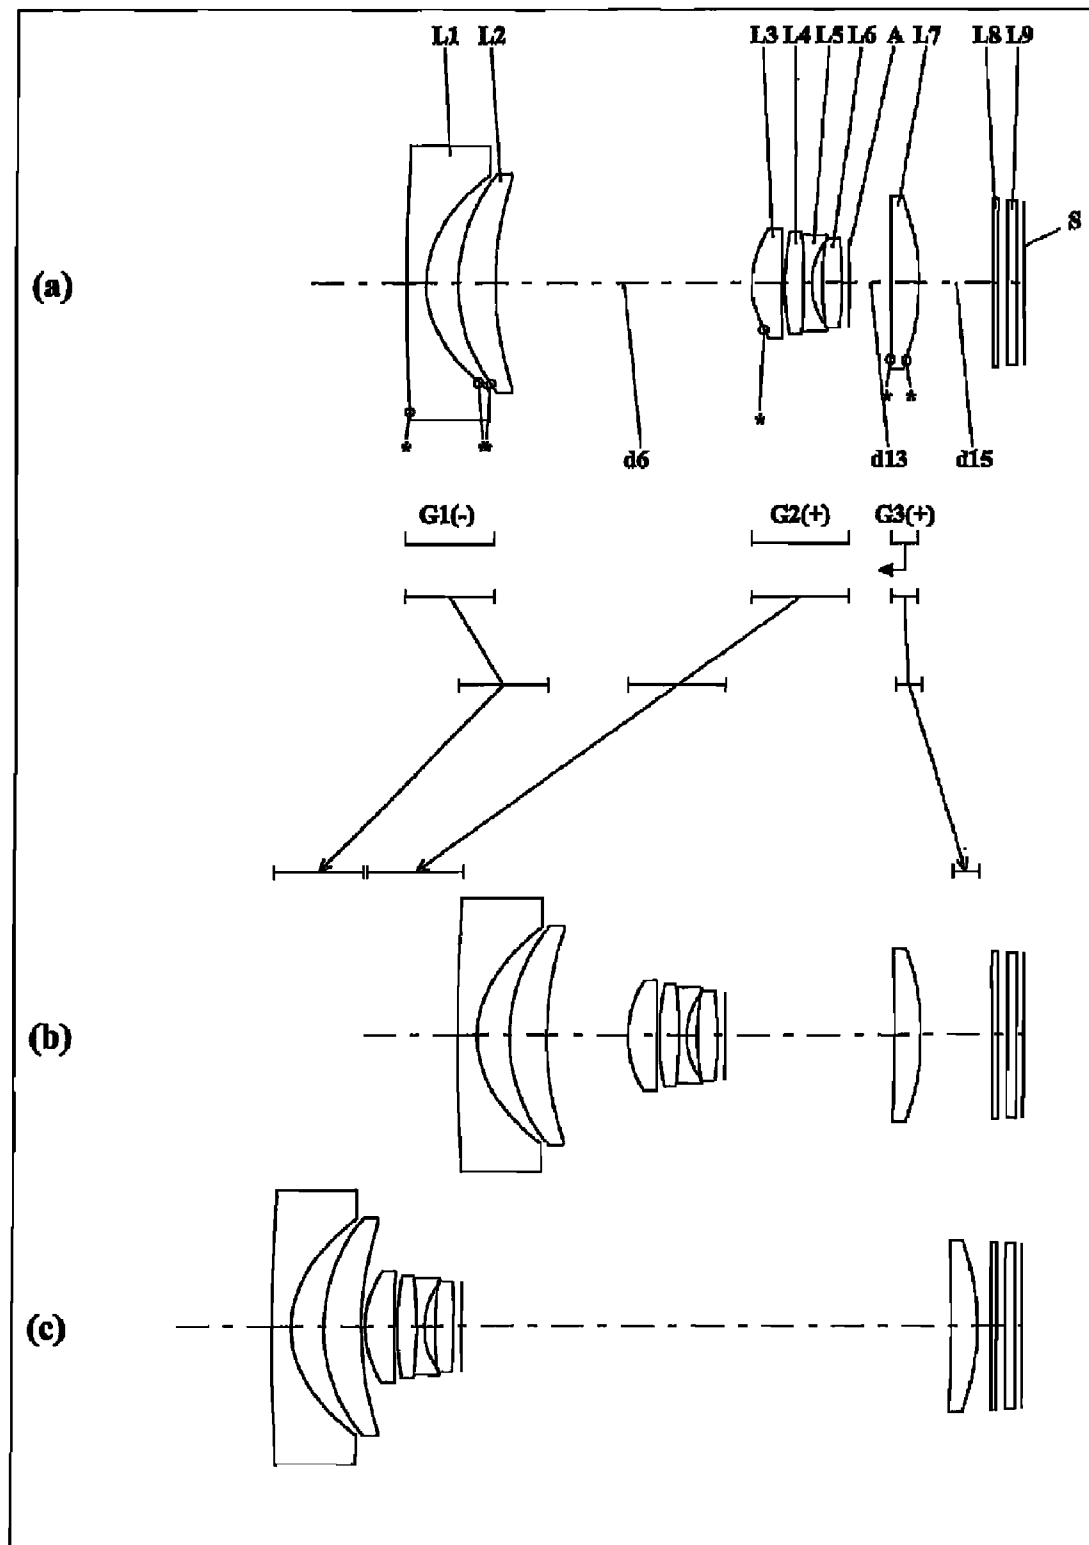 L1 L2 L3 L4 L5 L6 A L7 L8 L9
S
(a)
* * * * *
d6 d13 d15
G1(-) G2(+) G3(+)
(b)
(c)